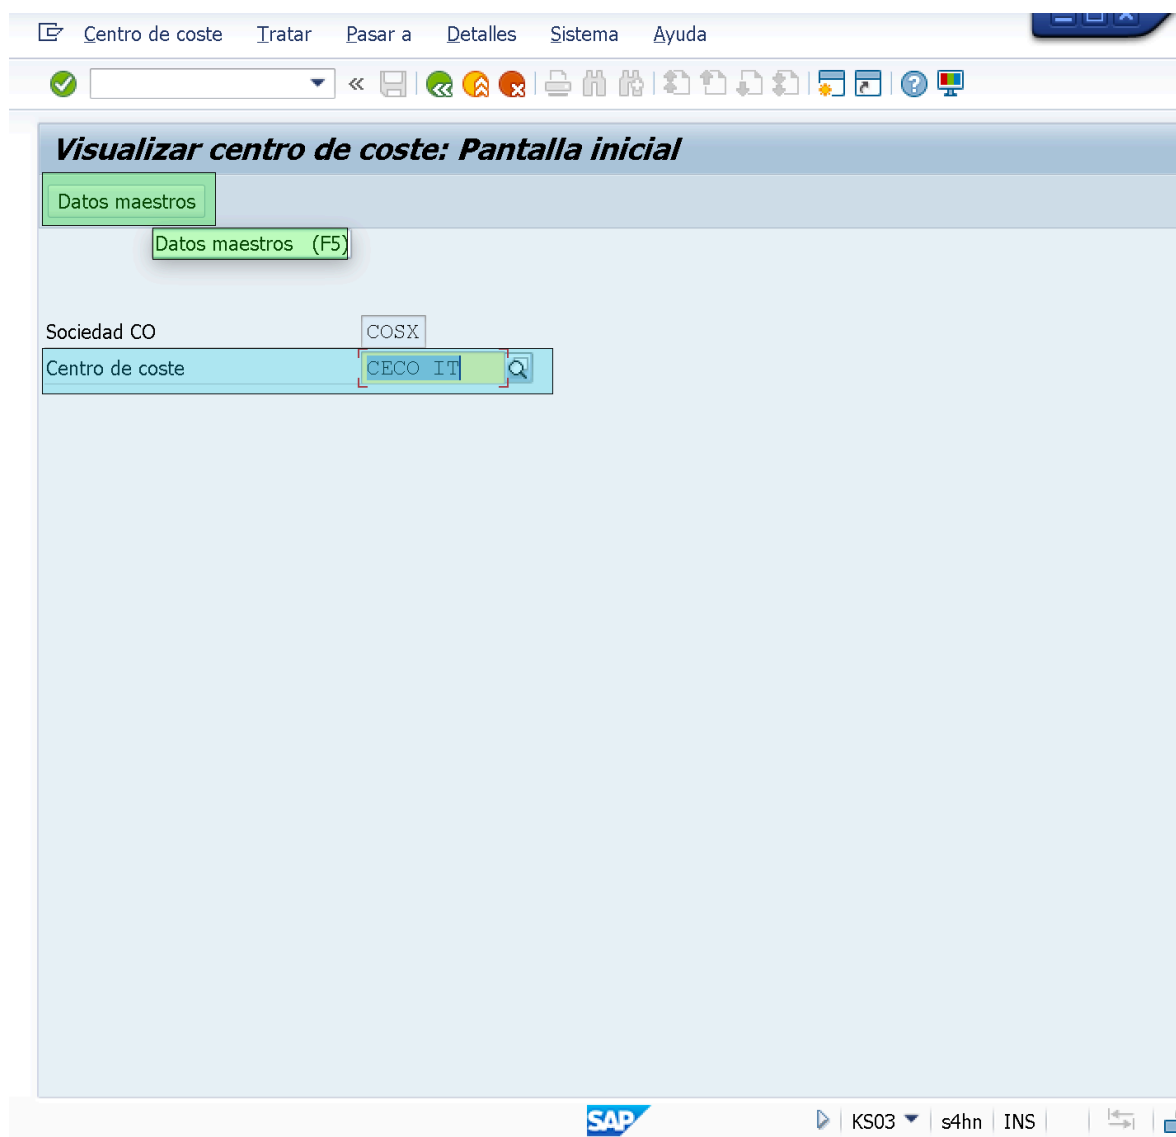 Centro de coste Tratar Pasar a Detalles Sistema Ayuda
Visualizar centro de coste: Pantalla inicial
Datos maestros
Datos maestros (F5)
Sociedad CO COSX
Centro de coste CECO IT
SAP KS03 s4hn INS